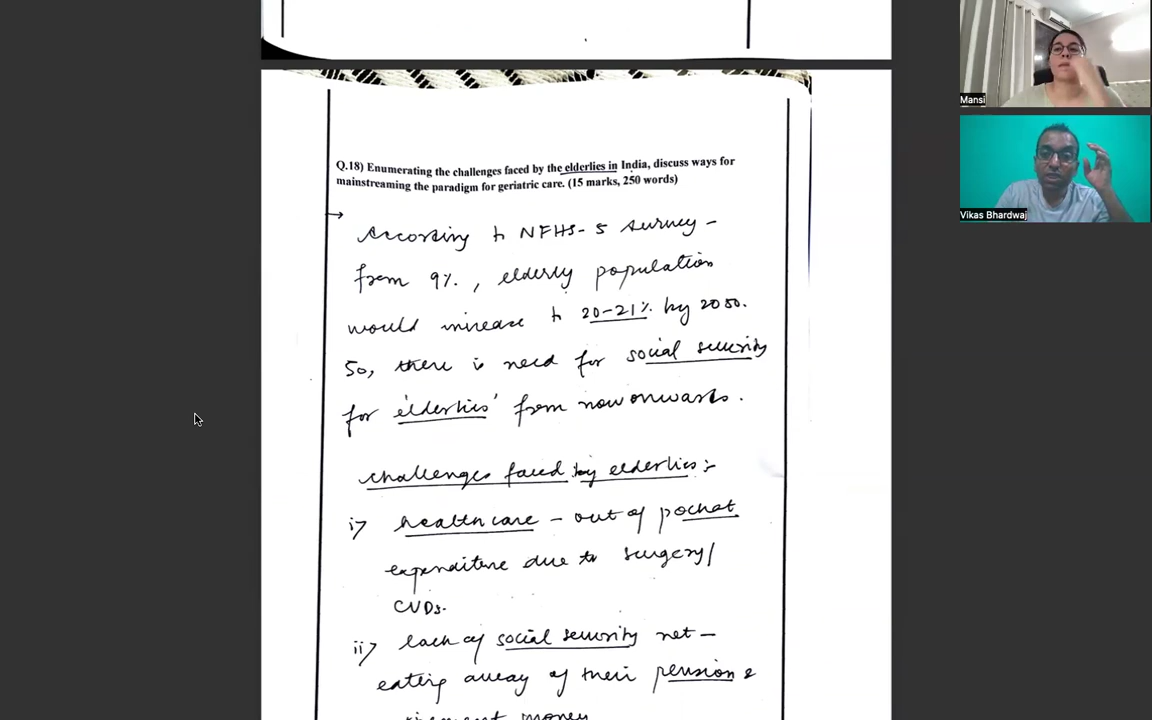 Mansi
Vikas Bhardwaj
Q.18) Enumerating the challenges faced by the elderlies in India, discuss ways for
mainstreaming the paradigm for geriatric care. (15 marks, 250 words)
→
According to NFHS-5 survey -
from 9%, elderly population
would increase to 20-21% by 2050.
So, there is need for social security
for 'elderlies' from now onwards.
Challenges faced by elderlies:-
i) healthcare - out of pocket
expenditure due to surgery/
CVDs.
ii) lack of social security net -
eating away of their pension &
money